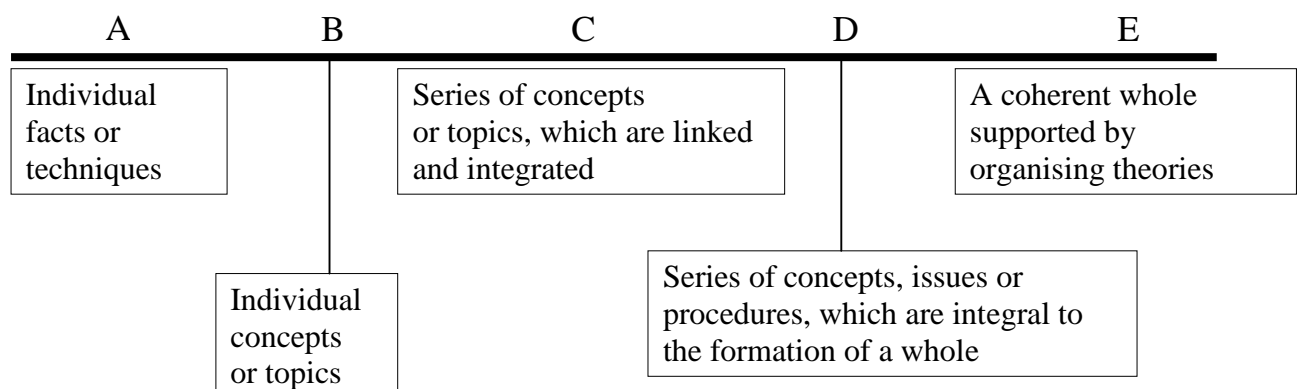 A B C D E
Individual
facts or
techniques
Series of concepts
or topics, which are linked
and integrated
A coherent whole
supported by
organising theories
Individual
concepts
or topics
Series of concepts, issues or
procedures, which are integral to
the formation of a whole